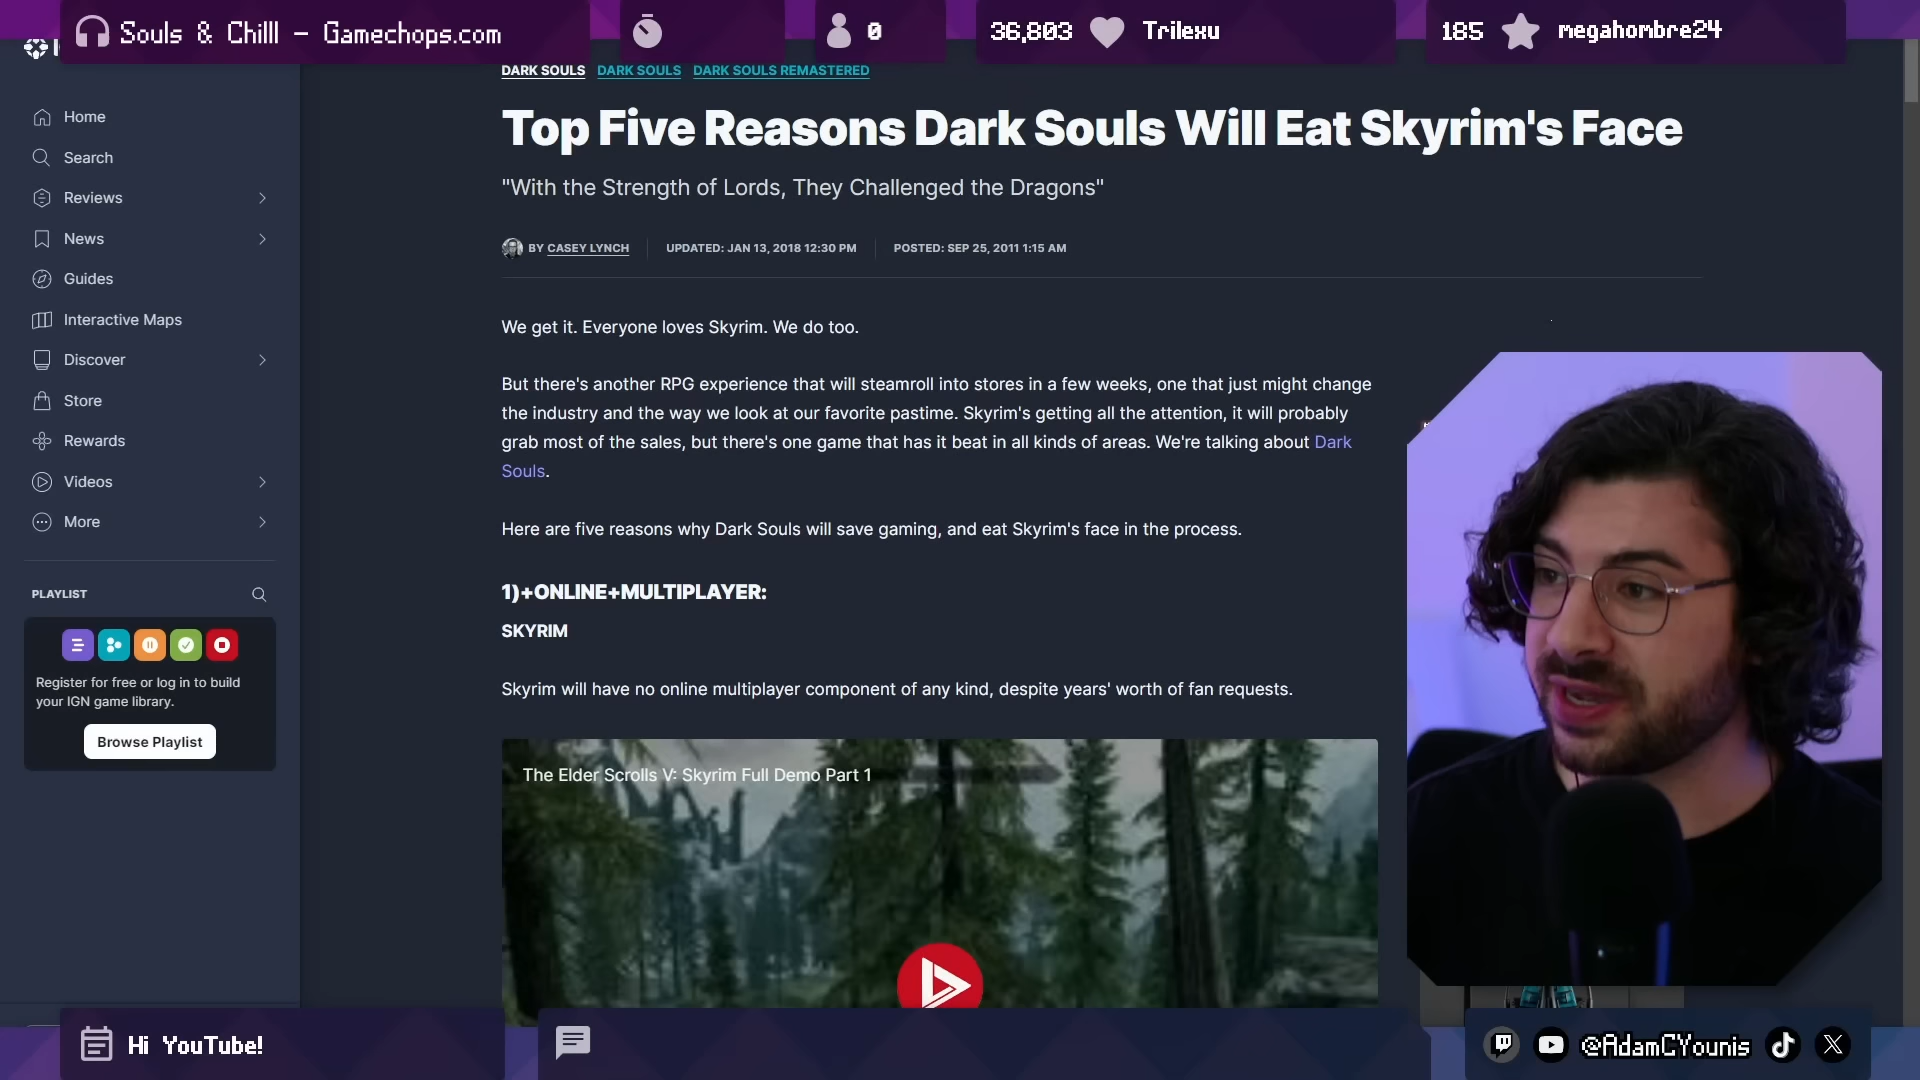 Souls & Chilll – Gamechops.com
0
36,803 Trilexu
185 megahombre24
DARK SOULS DARK SOULS DARK SOULS REMASTERED
Top Five Reasons Dark Souls Will Eat Skyrim's Face
"With the Strength of Lords, They Challenged the Dragons"
BY CASEY LYNCH UPDATED: JAN 13, 2018 12:30 PM POSTED: SEP 25, 2011 1:15 AM
Home
Search
Reviews
News
Guides
Interactive Maps
Discover
Store
Rewards
Videos
More
PLAYLIST
Register for free or log in to build
your IGN game library.
Browse Playlist
We get it. Everyone loves Skyrim. We do too.
But there's another RPG experience that will steamroll into stores in a few weeks, one that just might change
the industry and the way we look at our favorite pastime. Skyrim's getting all the attention, it will probably
grab most of the sales, but there's one game that has it beat in all kinds of areas. We're talking about Dark
Souls.
Here are five reasons why Dark Souls will save gaming, and eat Skyrim's face in the process.
1)+ONLINE+MULTIPLAYER:
SKYRIM
Skyrim will have no online multiplayer component of any kind, despite years' worth of fan requests.
The Elder Scrolls V: Skyrim Full Demo Part 1
Hi YouTube!
@AdamCYounis